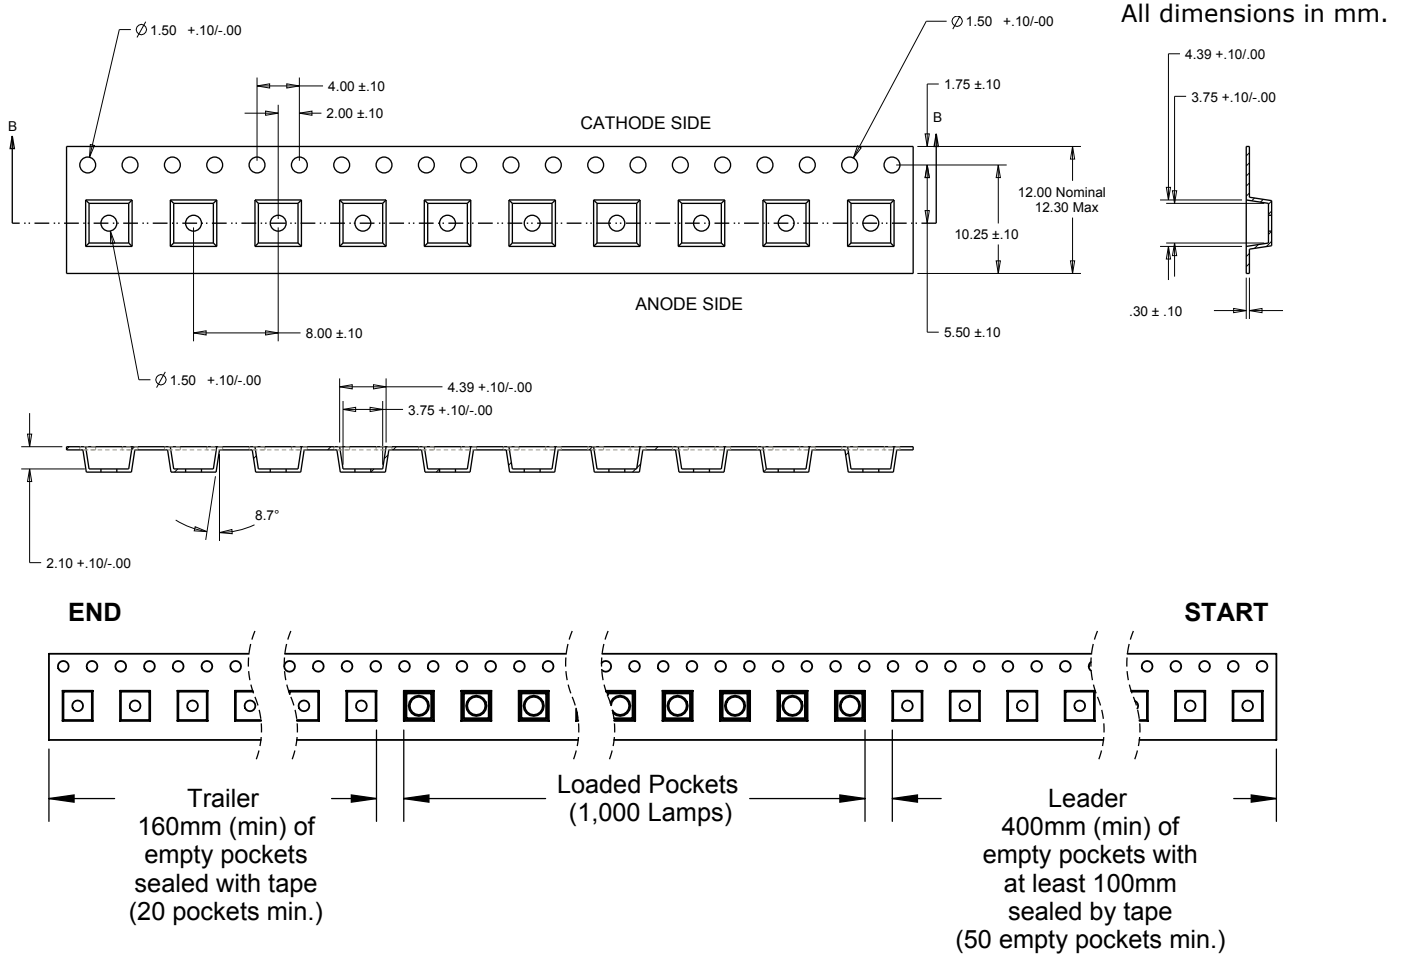 All dimensions in mm.
Ø 1.50 +.10/-.00
Ø 1.50 +.10/-00
4.39 +.10/.00
4.00 ±.10
1.75 ±.10
3.75 +.10/-.00
2.00 ±.10
B
CATHODE SIDE
B
12.00 Nominal
12.30 Max
10.25 ±.10
ANODE SIDE
.30 ± .10
8.00 ±.10
5.50 ±.10
Ø 1.50 +.10/-.00
4.39 +.10/-.00
3.75 +.10/-.00
8.7°
2.10 +.10/-.00
END
START
Trailer
160mm (min) of
empty pockets
sealed with tape
(20 pockets min.)
Loaded Pockets
(1,000 Lamps)
Leader
400mm (min) of
empty pockets with
at least 100mm
sealed by tape
(50 empty pockets min.)